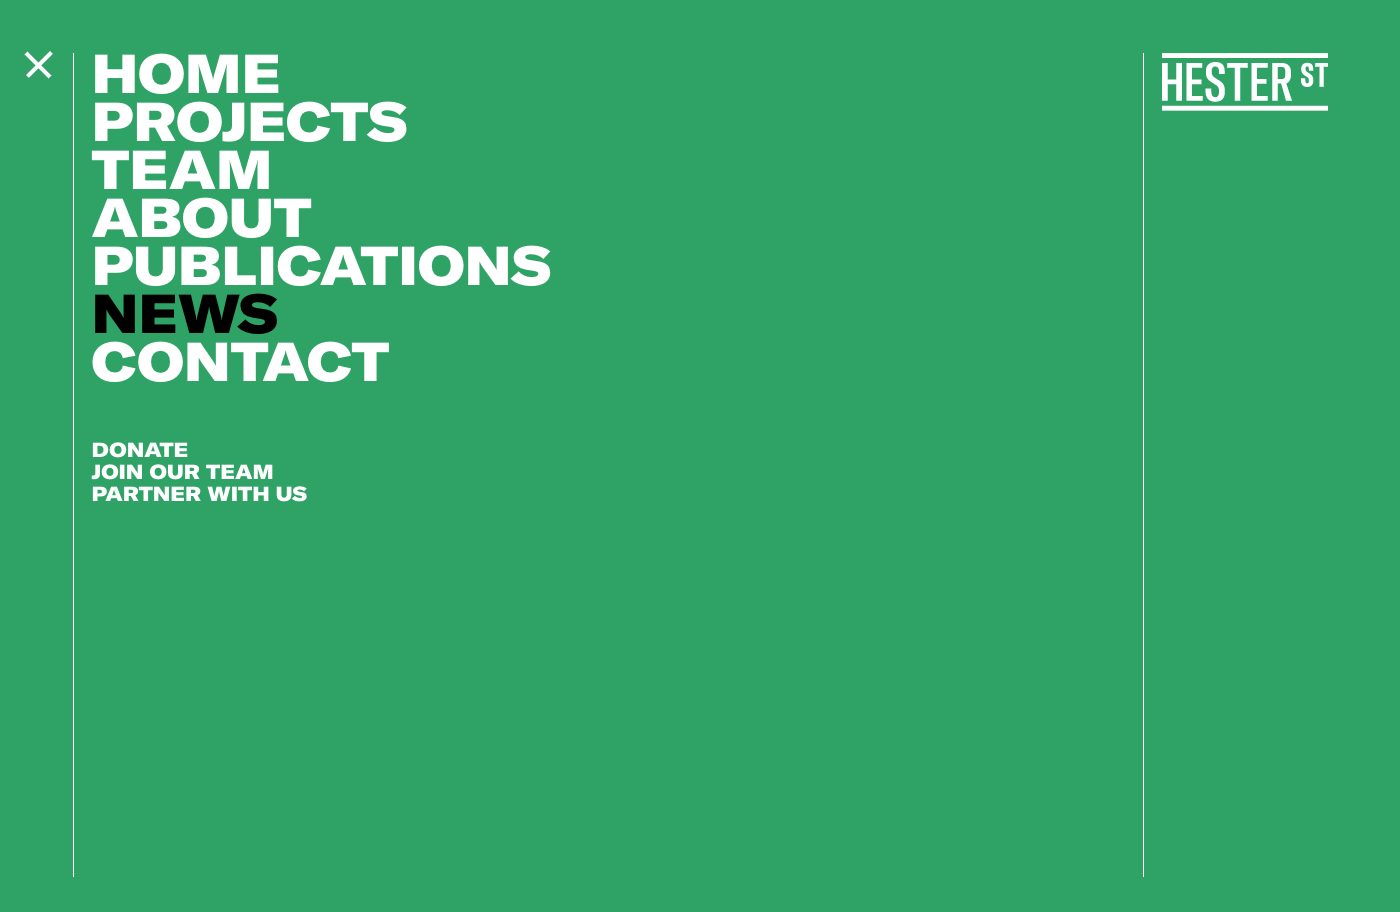 HOME
PROJECTS
TEAM
ABOUT
PUBLICATIONS
NEWS
CONTACT
DONATE
JOIN OUR TEAM
PARTNER WITH US
HESTER ST